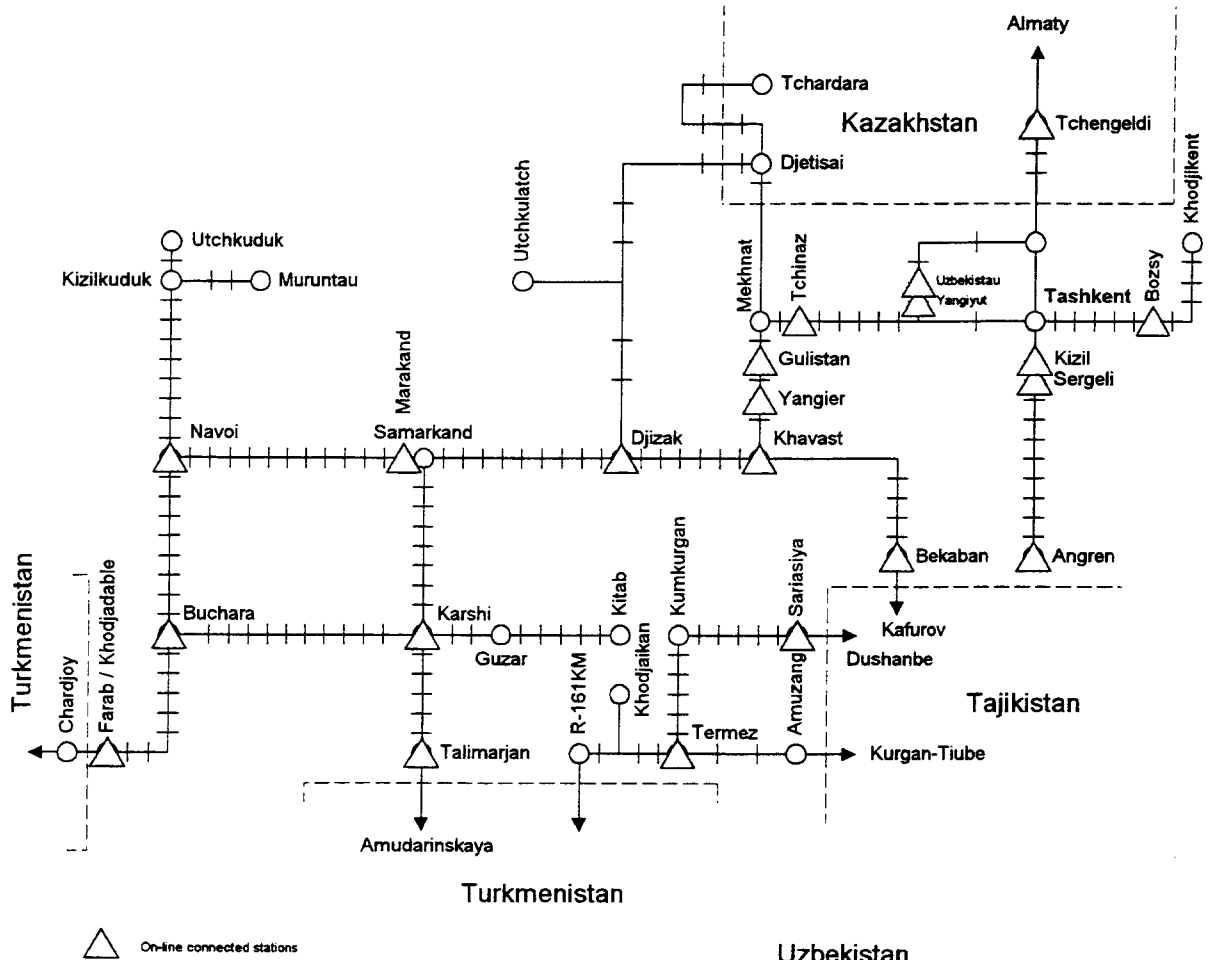 Almaty
Tchardara
Kazakhstan
Tchengeldi
Djetisai
Khodjikent
Utchkulatch
Utchkuduk
Kizilkuduk
Muruntau
Mekhnat
Tchinaz
Uzbekistau
Yangiyut
Tashkent
Bozsy
Gulistan
Kizil
Sergeli
Yangier
Marakand
Navoi
Samarkand
Djizak
Khavast
Bekaban
Angren
Turkmenistan
Chardjoy
Farab / Khodjadable
Buchara
Karshi
Guzar
Kitab
Kumkurgan
Sariasiya
Kafurov
Dushanbe
R-161KM
Khodjaikan
Amuzang
Tajikistan
Termez
Talimarjan
Kurgan-Tiube
Amudarinskaya
Turkmenistan
On-line connected stations
Uzbekistan